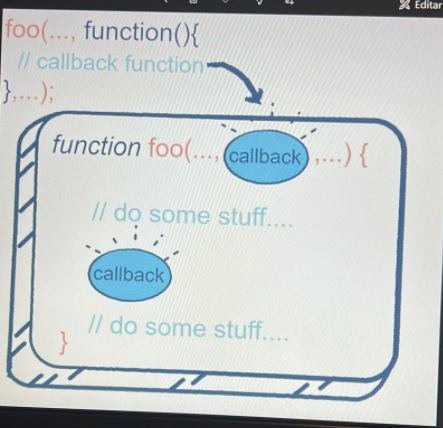 Editar
foo(..., function(){
// callback function
},...);
function foo(..., callback ,...) {
// do some stuff....
callback
// do some stuff....
}